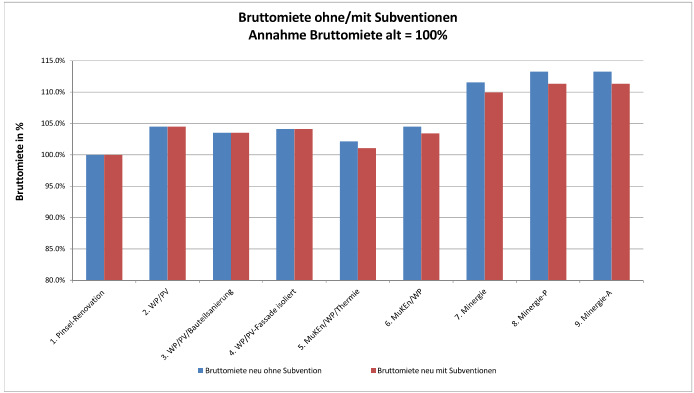 Bruttomiete ohne/mit Subventionen
Annahme Bruttomiete alt = 100%
Bruttomiete in %
115.0%
110.0%
105.0%
100.0%
95.0%
90.0%
85.0%
80.0%
1. Pinsel-Renovation
2. WP/PV
3. WP/PV/Bauteilsanierung
4. WP/PV-Fassade isoliert
5. MuKEn/WP/Thermie
6. MuKEn/WP
7. Minergie
8. Minergie-P
9. Minergie-A
Bruttomiete neu ohne Subvention
Bruttomiete neu mit Subventionen